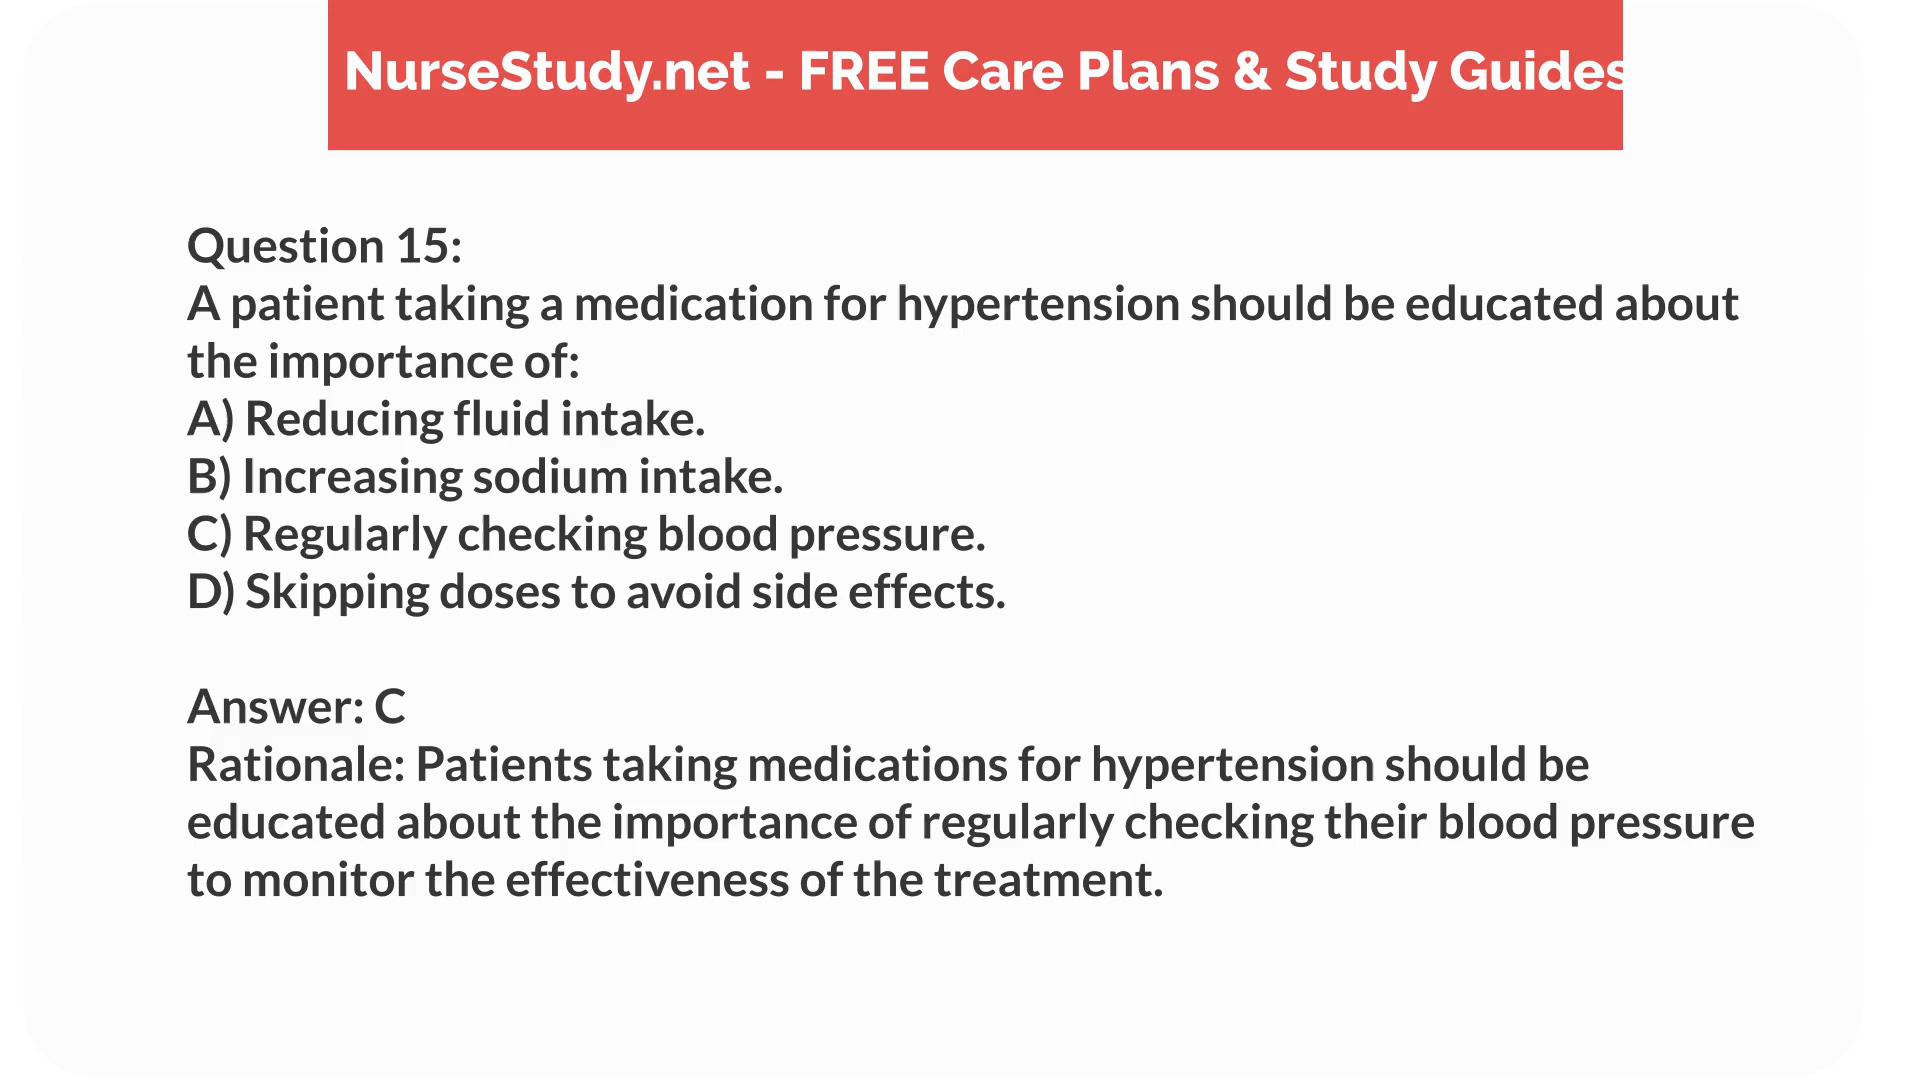 NurseStudy.net - FREE Care Plans & Study Guides
Question 15:
A patient taking a medication for hypertension should be educated about
the importance of:
A) Reducing fluid intake.
B) Increasing sodium intake.
C) Regularly checking blood pressure.
D) Skipping doses to avoid side effects.
Answer: C
Rationale: Patients taking medications for hypertension should be
educated about the importance of regularly checking their blood pressure
to monitor the effectiveness of the treatment.